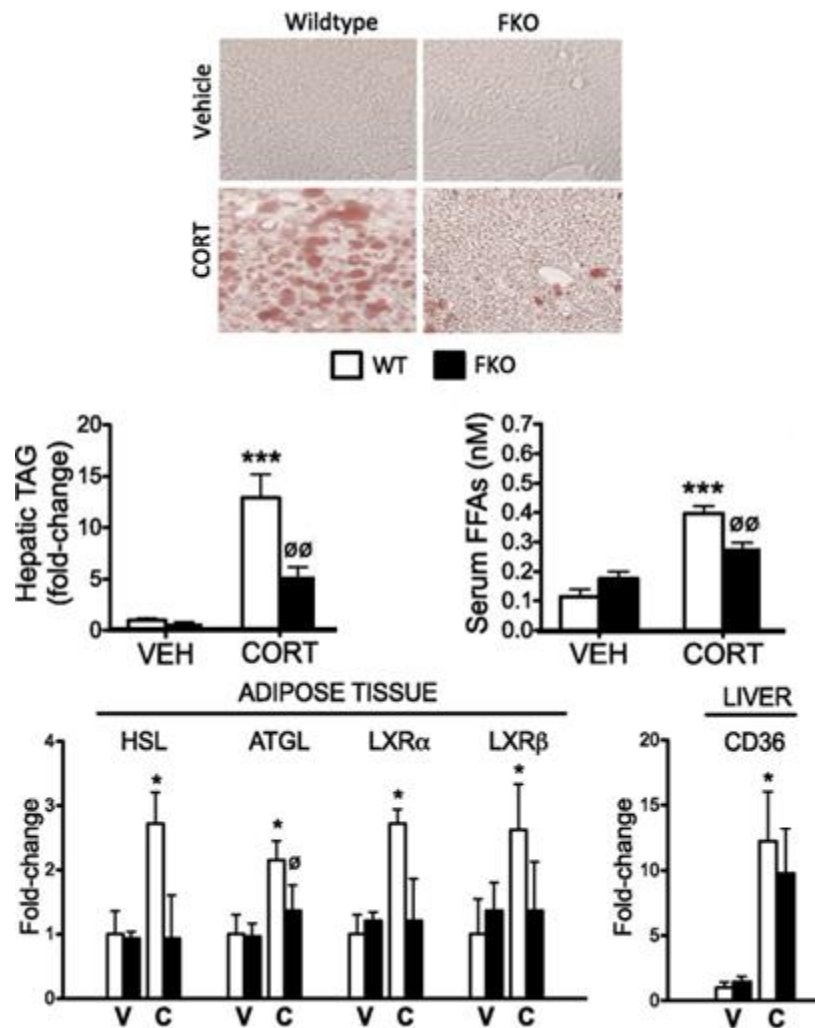 Wildtype FKO
Vehicle
CORT
WT FKO
Hepatic TAG
(fold-change)
20
15
10
5
0
***
øø
VEH CORT
Serum FFAs (nM)
0.7
0.6
0.5
0.4
0.3
0.2
0.1
0.0
***
øø
VEH CORT
ADIPOSE TISSUE
HSL ATGL LXRα LXRβ
Fold-change
4
3
2
1
0
* * ø * *
V C V C V C V C
LIVER
CD36
Fold-change
20
15
10
5
0
*
V C